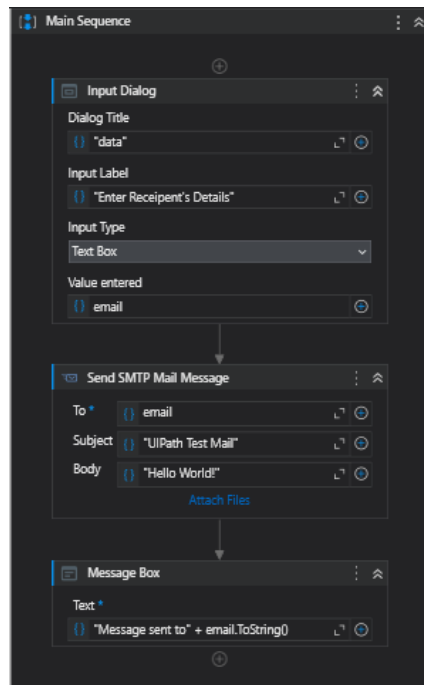 Main Sequence
Input Dialog
Dialog Title
"data"
Input Label
"Enter Receipent's Details"
Input Type
Text Box
Value entered
email
Send SMTP Mail Message
To * email
Subject "UIPath Test Mail"
Body "Hello World!"
Attach Files
Message Box
Text *
"Message sent to" + email.ToString()